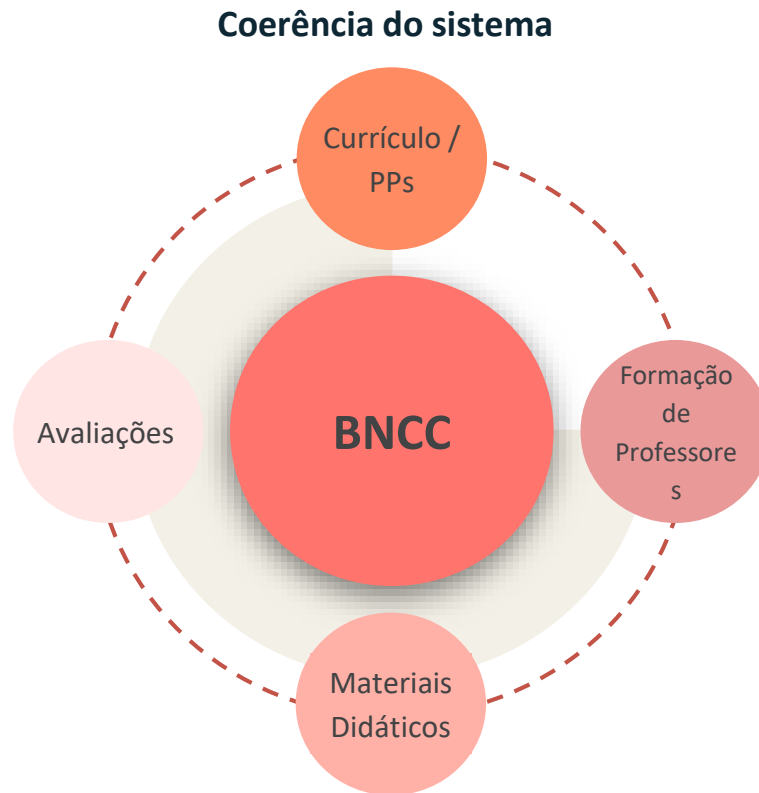 Coerência do sistema
Currículo /
PPs
Avaliações
BNCC
Formação
de
Professore
s
Materiais
Didáticos